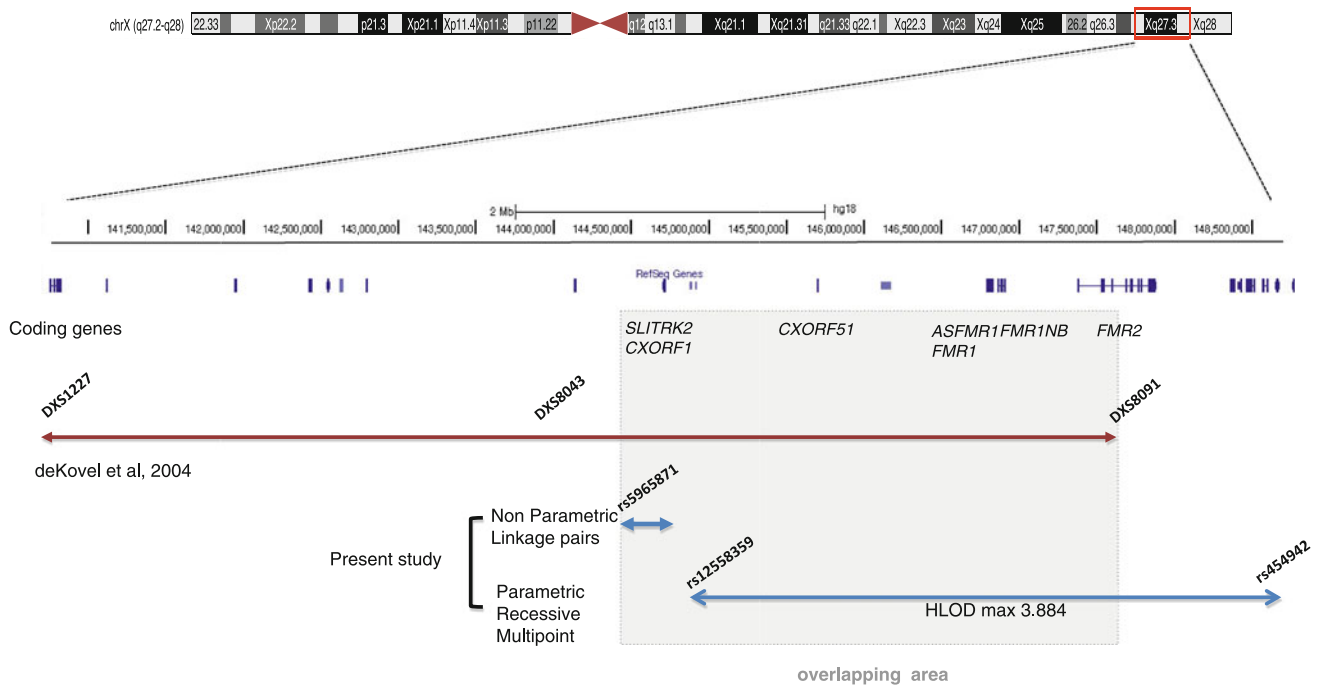 chrX (q27.2-q28) 22.33 Xp22.2 p21.3 Xp21.1 Xp11.4 Xp11.3 p11.22 q12 q13.1 Xq21.1 Xq21.31 q21.33 q22.1 Xq22.3 Xq23 Xq24 Xq25 26.2 q26.3 Xq27.3 Xq28
2 Mb hg18
141,500,000 142,000,000 142,500,000 143,000,000 143,500,000 144,000,000 144,500,000 145,000,000 145,500,000 146,000,000 146,500,000 147,000,000 147,500,000 148,000,000 148,500,000
RefSeq Genes
Coding genes
SLITRK2 CXORF51 ASFMR1 FMR1NB FMR2
CXORF1 FMR1
DXS1227 DXS8043 DXS8091
deKovel et al, 2004
rs5965871
Non Parametric
Linkage pairs
Present study
rs12558359 rs454942
Parametric
Recessive
Multipoint
HLOD max 3.884
overlapping area